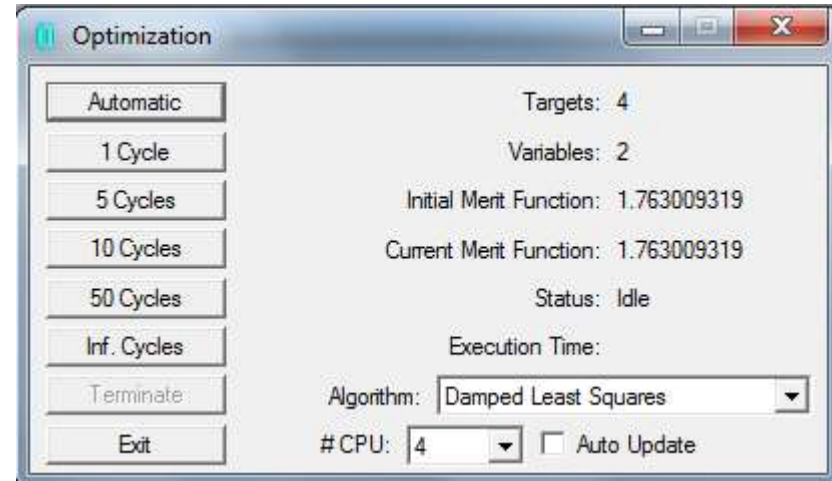 Optimization
Automatic
Targets: 4
1 Cycle
Variables: 2
5 Cycles
Initial Merit Function: 1.763009319
10 Cycles
Current Merit Function: 1.763009319
50 Cycles
Status: Idle
Inf. Cycles
Execution Time:
Terminate
Algorithm: Damped Least Squares
Exit
# CPU: 4
Auto Update